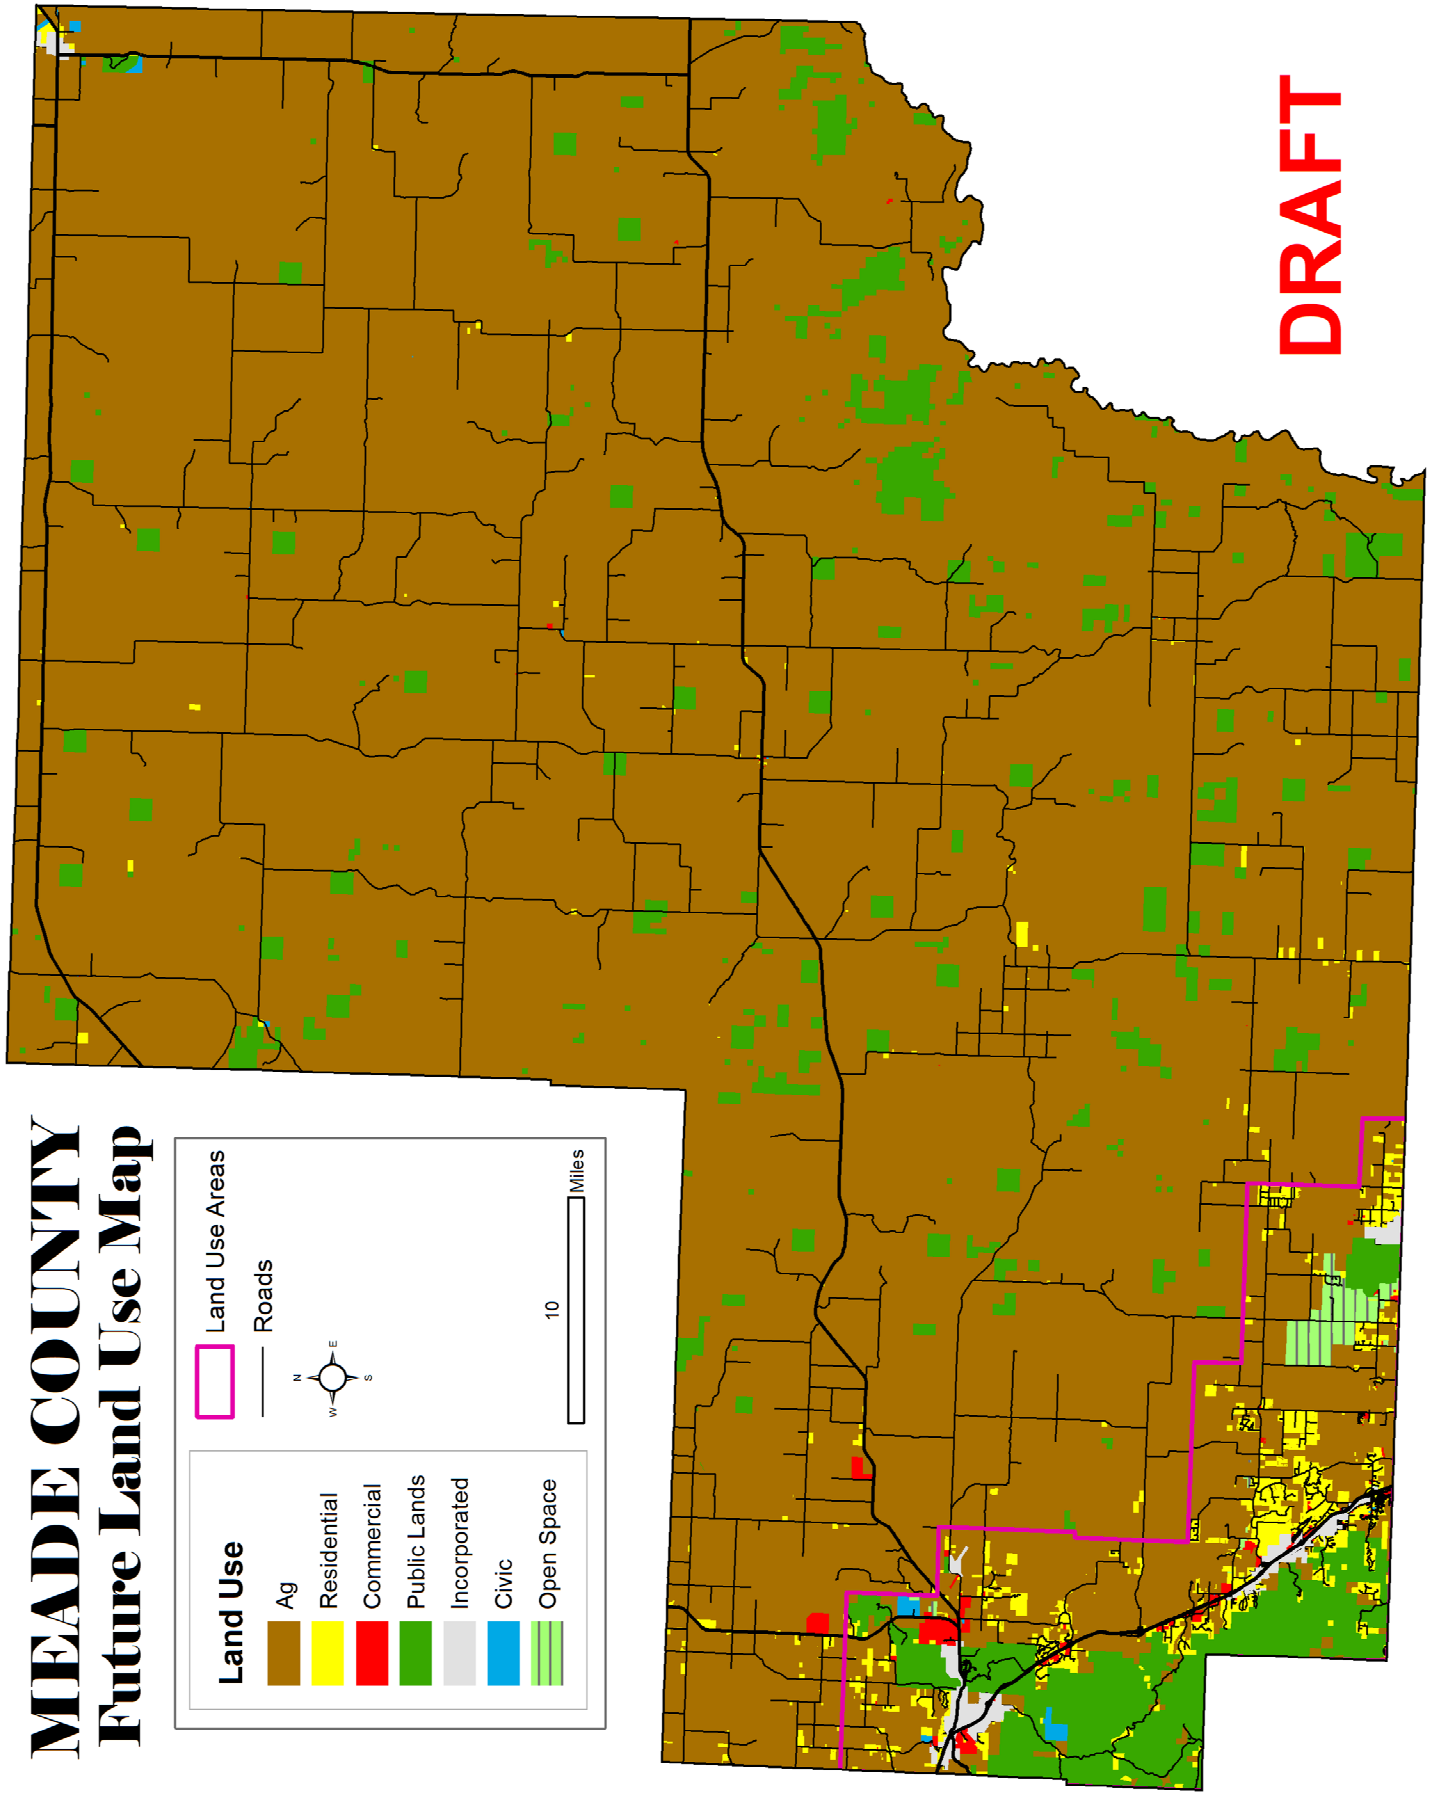 MEADE COUNTY
Future Land Use Map
Land Use
Ag
Residential
Commercial
Public Lands
Incorporated
Civic
Open Space
Land Use Areas
Roads
N
W
E
S
10
Miles
DRAFT